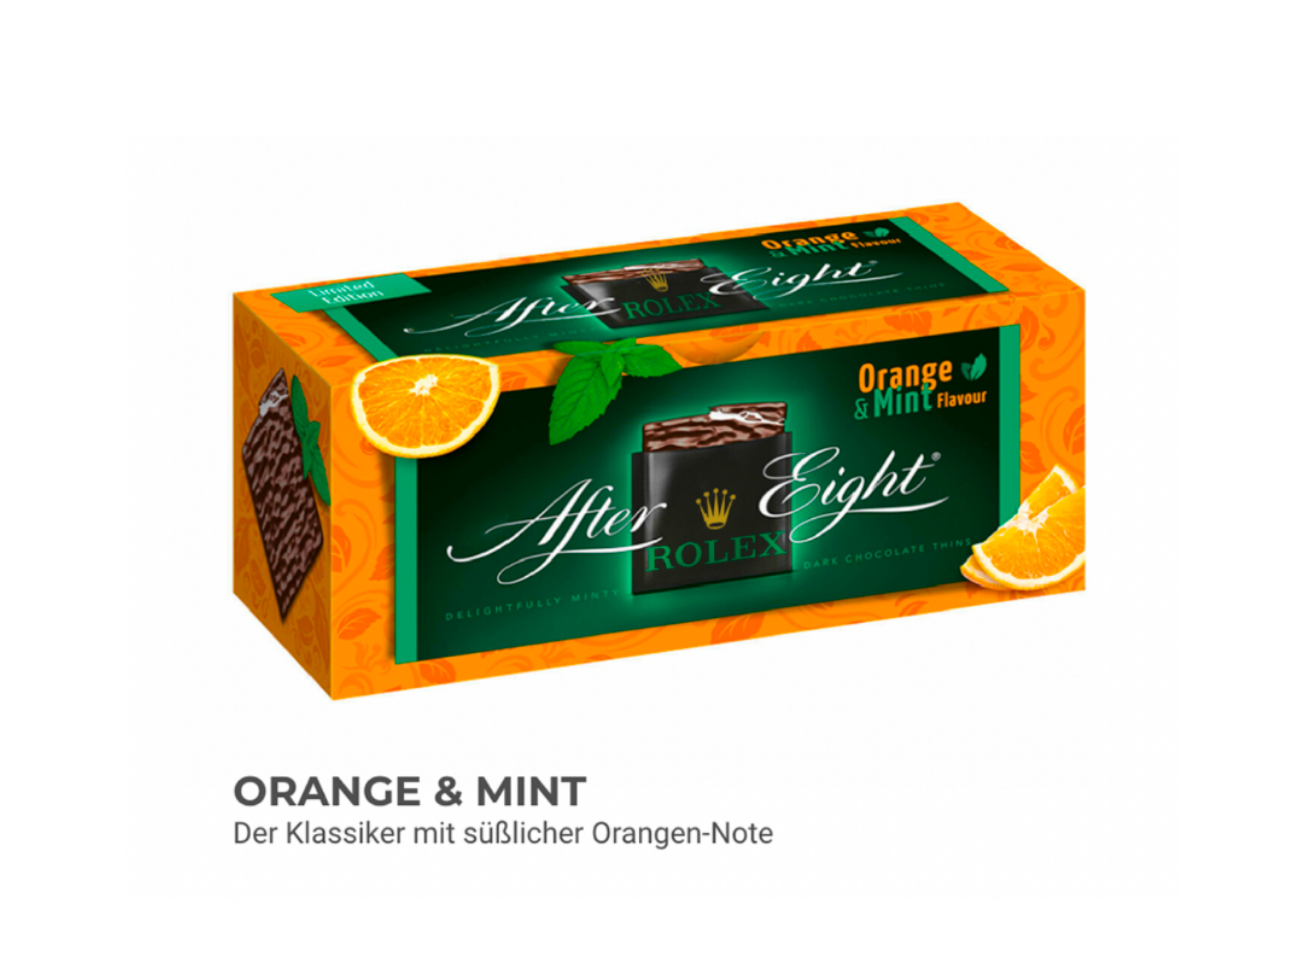 Limited
Edition
Orange
& Mint Flavour
After Eight®
ROLEX
DARK CHOCOLATE THINS
DELIGHTFULLY MINTY
Orange
& Mint Flavour
After Eight®
ROLEX
DELIGHTFULLY MINTY
DARK CHOCOLATE THINS
ORANGE & MINT
Der Klassiker mit süßlicher Orangen-Note